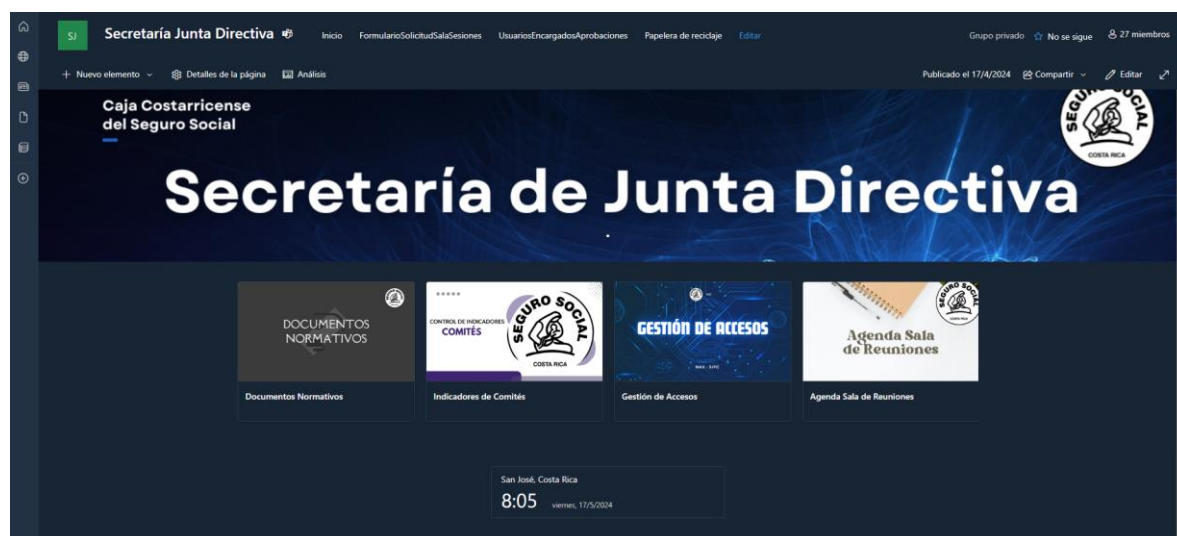 SJ Secretaría Junta Directiva Inicio FormularioSolicitudSalaSesiones UsuariosEncargadosAprobaciones Papelera de reciclaje Editar Grupo privado No se sigue 27 miembros
+ Nuevo elemento Detalles de la página Análisis Publicado el 17/4/2024 Compartir Editar
Caja Costarricense
del Seguro Social
SEGURO SOCIAL
COSTA RICA
Secretaría de Junta Directiva
DOCUMENTOS
NORMATIVOS
CONTROL DE INDICADORES
COMITÉS
SEGURO SOCIAL
COSTA RICA
GESTIÓN DE ACCESOS
Agenda Sala
de Reuniones
Documentos Normativos
Indicadores de Comités
Gestión de Accesos
Agenda Sala de Reuniones
San José, Costa Rica
8:05 viernes, 17/5/2024